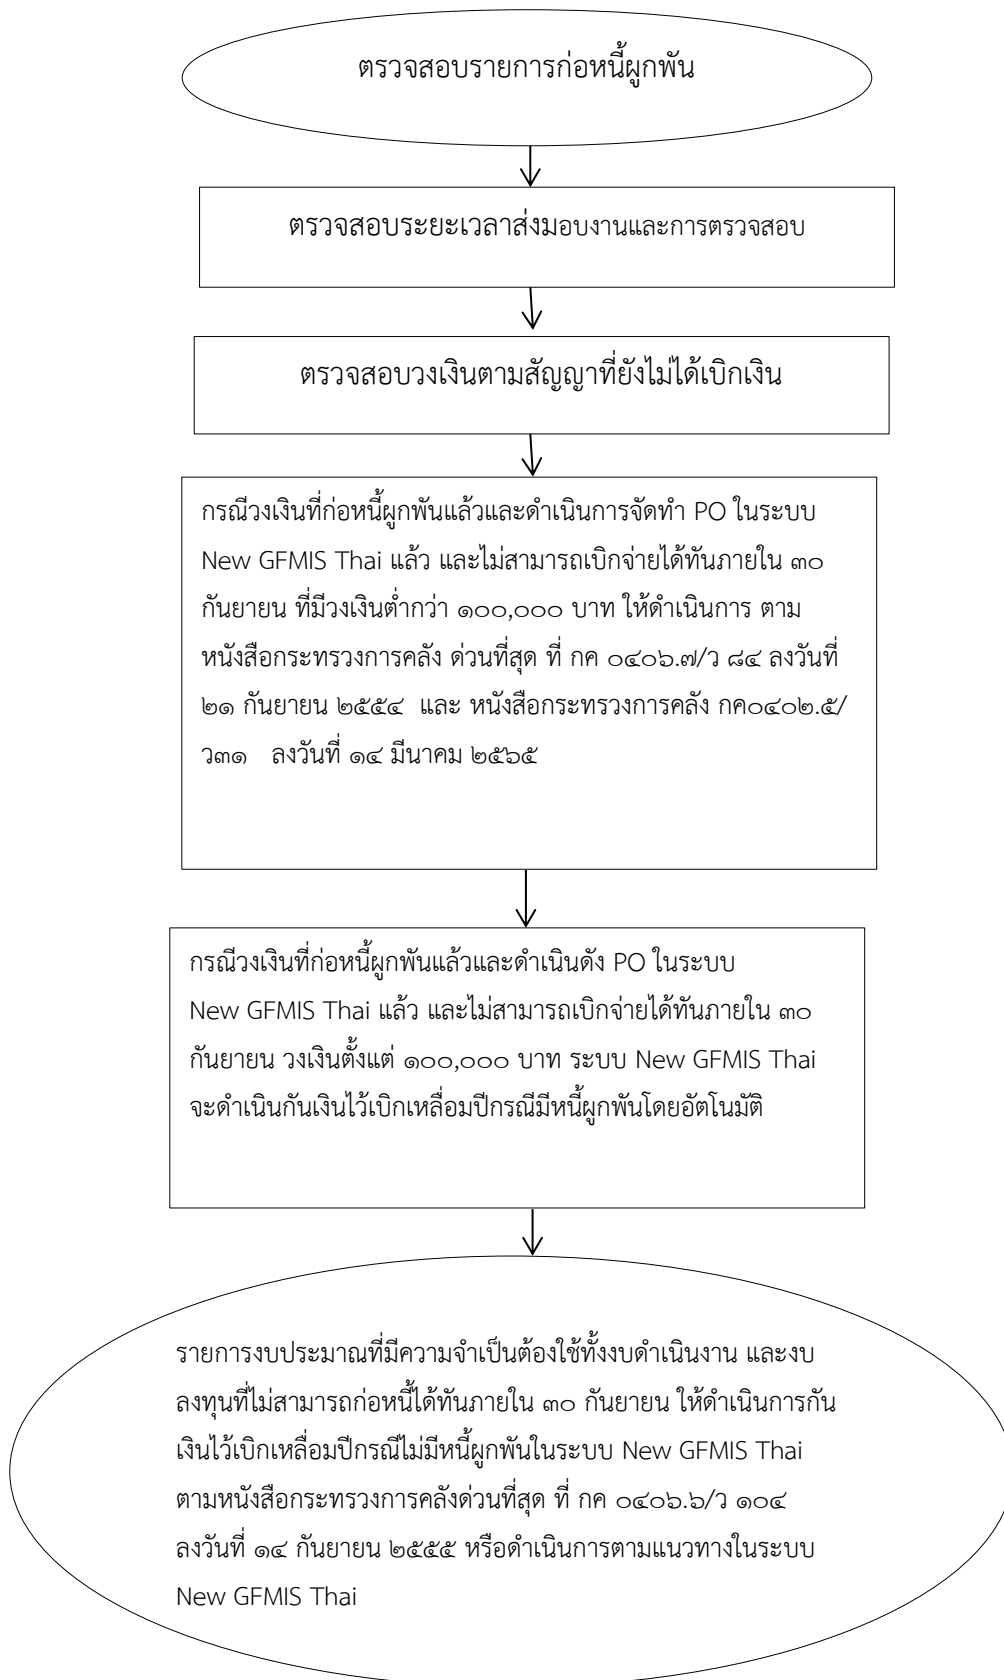 ตรวจสอบรายการก่อหนี้ผูกพัน
ตรวจสอบระยะเวลาส่งมอบงานและการตรวจสอบ
ตรวจสอบวงเงินตามสัญญาที่ยังไม่ได้เบิกเงิน
กรณีวงเงินที่ก่อหนี้ผูกพันแล้วและดำเนินการจัดทำ PO ในระบบ
New GFMIS Thai แล้ว และไม่สามารถเบิกจ่ายได้ทันภายใน ๓๐
กันยายน ที่มีวงเงินต่ำกว่า ๑๐๐,๐๐๐ บาท ให้ดำเนินการ ตาม
หนังสือกระทรวงการคลัง ด่วนที่สุด ที่ กค ๐๔๐๖.๗/ว ๘๔ ลงวันที่
๒๑ กันยายน ๒๕๕๔ และ หนังสือกระทรวงการคลัง กค๐๔๐๒.๕/
ว๓๑ ลงวันที่ ๑๔ มีนาคม ๒๕๖๕
กรณีวงเงินที่ก่อหนี้ผูกพันแล้วและดำเนินดัง PO ในระบบ
New GFMIS Thai แล้ว และไม่สามารถเบิกจ่ายได้ทันภายใน ๓๐
กันยายน วงเงินตั้งแต่ ๑๐๐,๐๐๐ บาท ระบบ New GFMIS Thai
จะดำเนินกันเงินไว้เบิกเหลื่อมปีกรณีมีหนี้ผูกพันโดยอัตโนมัติ
รายการงบประมาณที่มีความจำเป็นต้องใช้ทั้งงบดำเนินงาน และงบ
ลงทุนที่ไม่สามารถก่อหนี้ได้ทันภายใน ๓๐ กันยายน ให้ดำเนินการกัน
เงินไว้เบิกเหลื่อมปีกรณีไม่มีหนี้ผูกพันในระบบ New GFMIS Thai
ตามหนังสือกระทรวงการคลังด่วนที่สุด ที่ กค ๐๔๐๖.๖/ว ๑๐๔
ลงวันที่ ๑๔ กันยายน ๒๕๕๕ หรือดำเนินการตามแนวทางในระบบ
New GFMIS Thai